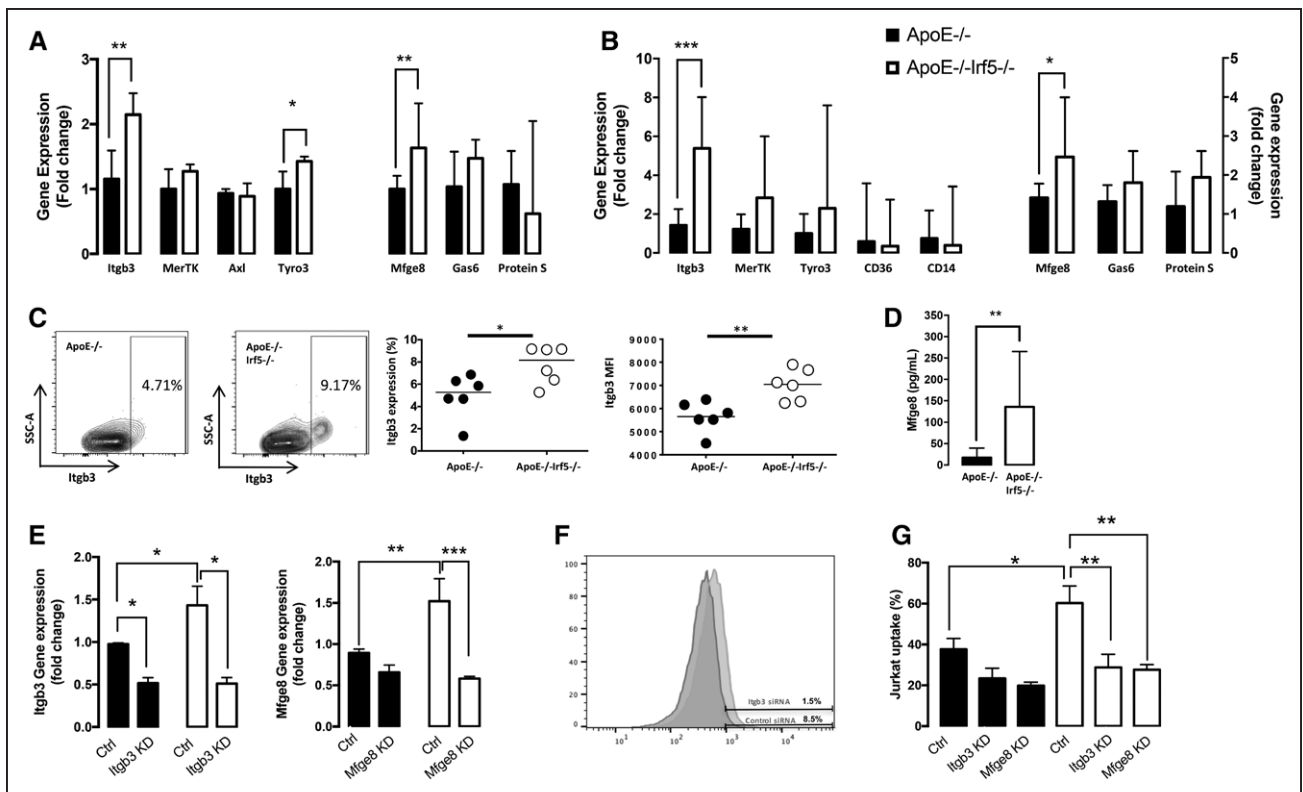 A
Gene Expression
(Fold change)
3
2
1
0
**
*
**
Itgb3 MerTK Axl Tyro3 Mfge8 Gas6 Protein S
B
ApoE-/-
ApoE-/-Irf5-/-
Gene Expression
(Fold change)
10
8
6
4
2
0
***
*
5
4
3
2
1
0
Gene expression
(fold change)
Itgb3 MerTK Tyro3 CD36 CD14 Mfge8 Gas6 Protein S
C
SSC-A
ApoE-/-
4.71%
Itgb3
SSC-A
ApoE-/-
Irf5-/-
9.17%
Itgb3
Itgb3 expression (%)
10
8
6
4
2
0
*
ApoE-/- ApoE-/-Irf5-/-
Itgb3 MFI
9000
8000
7000
6000
5000
4000
**
ApoE-/- ApoE-/-Irf5-/-
D
Mfge8 (pg/mL)
350
300
250
200
150
100
50
0
**
ApoE-/- ApoE-/-
Irf5-/-
E
Itgb3 Gene expression
(fold change)
2.0
1.5
1.0
0.5
0.0
*
*
*
Ctrl Itgb3 KD Ctrl Itgb3 KD
Mfge8 Gene expression
(fold change)
2.0
1.5
1.0
0.5
0.0
**
***
Ctrl Mfge8 KD Ctrl Mfge8 KD
F
100
80
60
40
20
0
Itgb3 siRNA 1.5%
Control siRNA 8.5%
10^1 10^2 10^3 10^4
G
Jurkat uptake (%)
80
60
40
20
0
*
**
**
Ctrl Itgb3 KD Mfge8 KD Ctrl Itgb3 KD Mfge8 KD